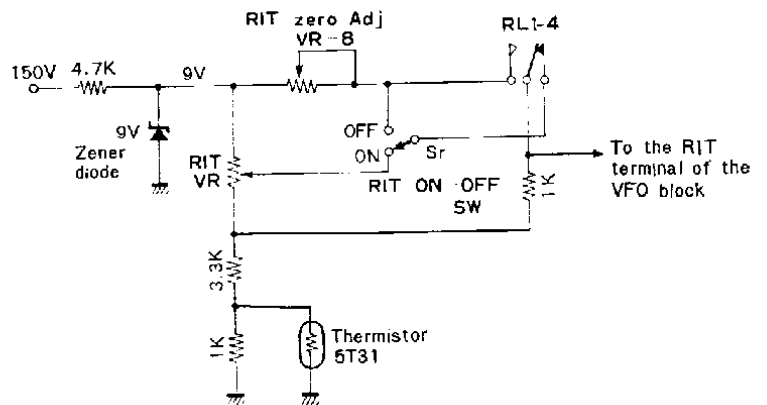 RIT zero Adj
VR-8
RL1-4
150V
4.7K
9V
9V
Zener
diode
RIT
VR
OFF
ON
Sr
RIT ON-OFF
SW
To the RIT
terminal of the
VFO block
1K
3.3K
1K
Thermistor
5T31